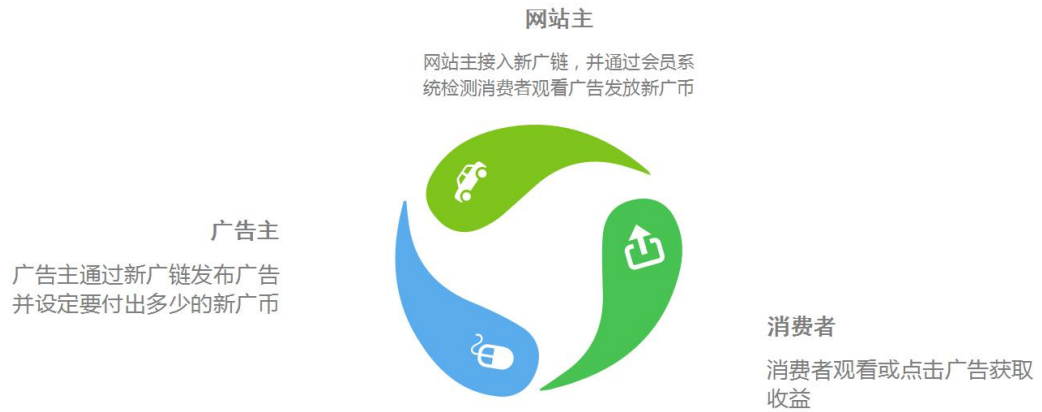 网站主
网站主接入新广链，并通过会员系
统检测消费者观看广告发放新广币
广告主
广告主通过新广链发布广告
并设定要付出多少的新广币
消费者
消费者观看或点击广告获取
收益